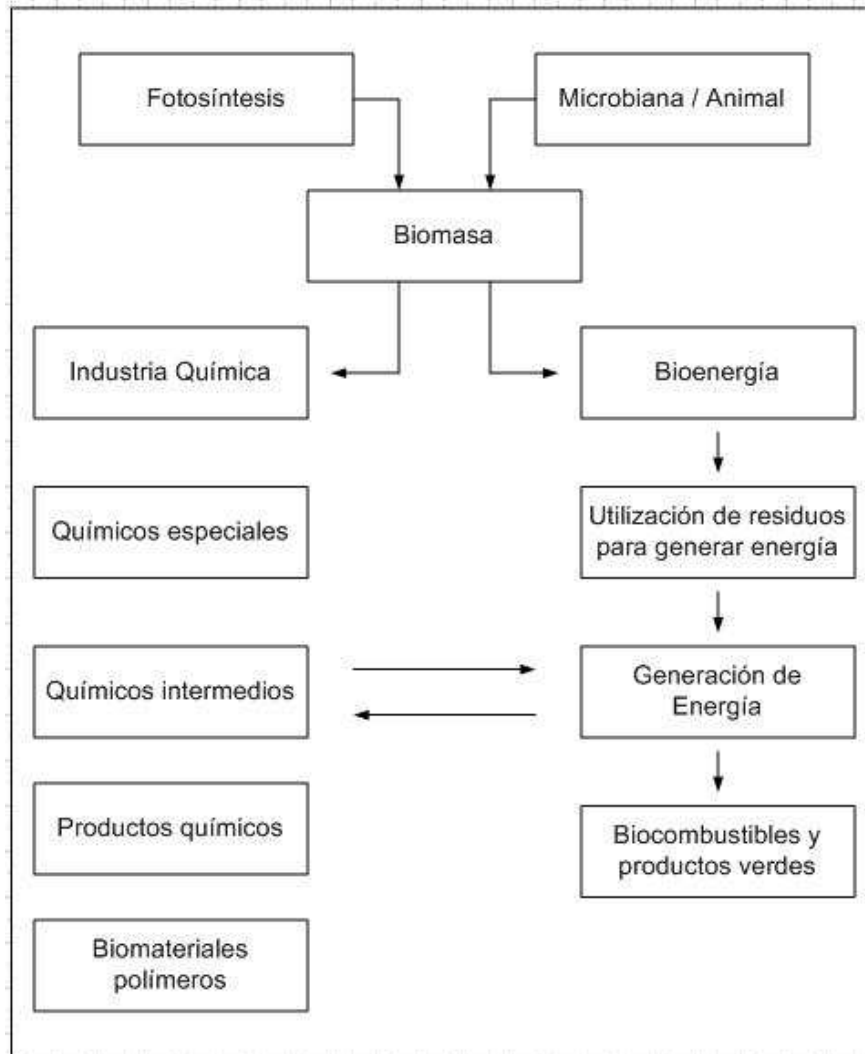 Fotosíntesis
Microbiana / Animal
Biomasa
Industria Química
Bioenergía
Químicos especiales
Utilización de residuos
para generar energía
Químicos intermedios
Generación de
Energía
Productos químicos
Biocombustibles y
productos verdes
Biomateriales
polímeros